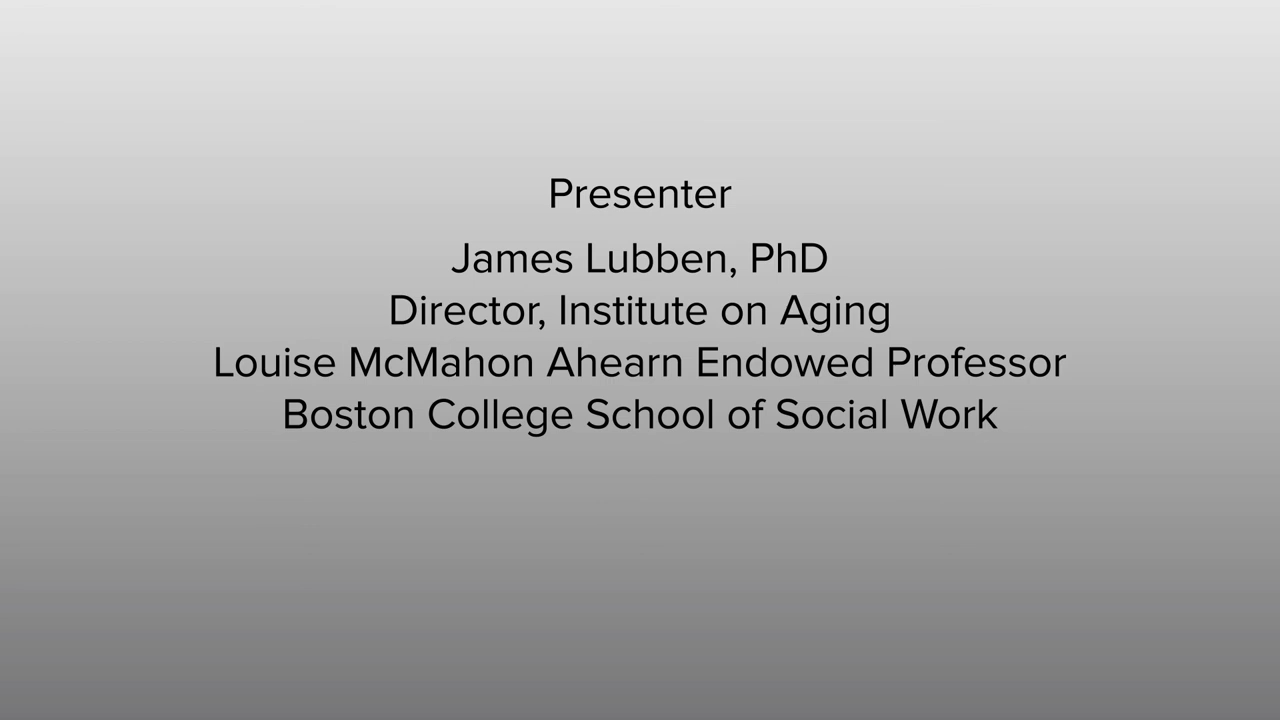 Presenter
James Lubben, PhD
Director, Institute on Aging
Louise McMahon Ahearn Endowed Professor
Boston College School of Social Work